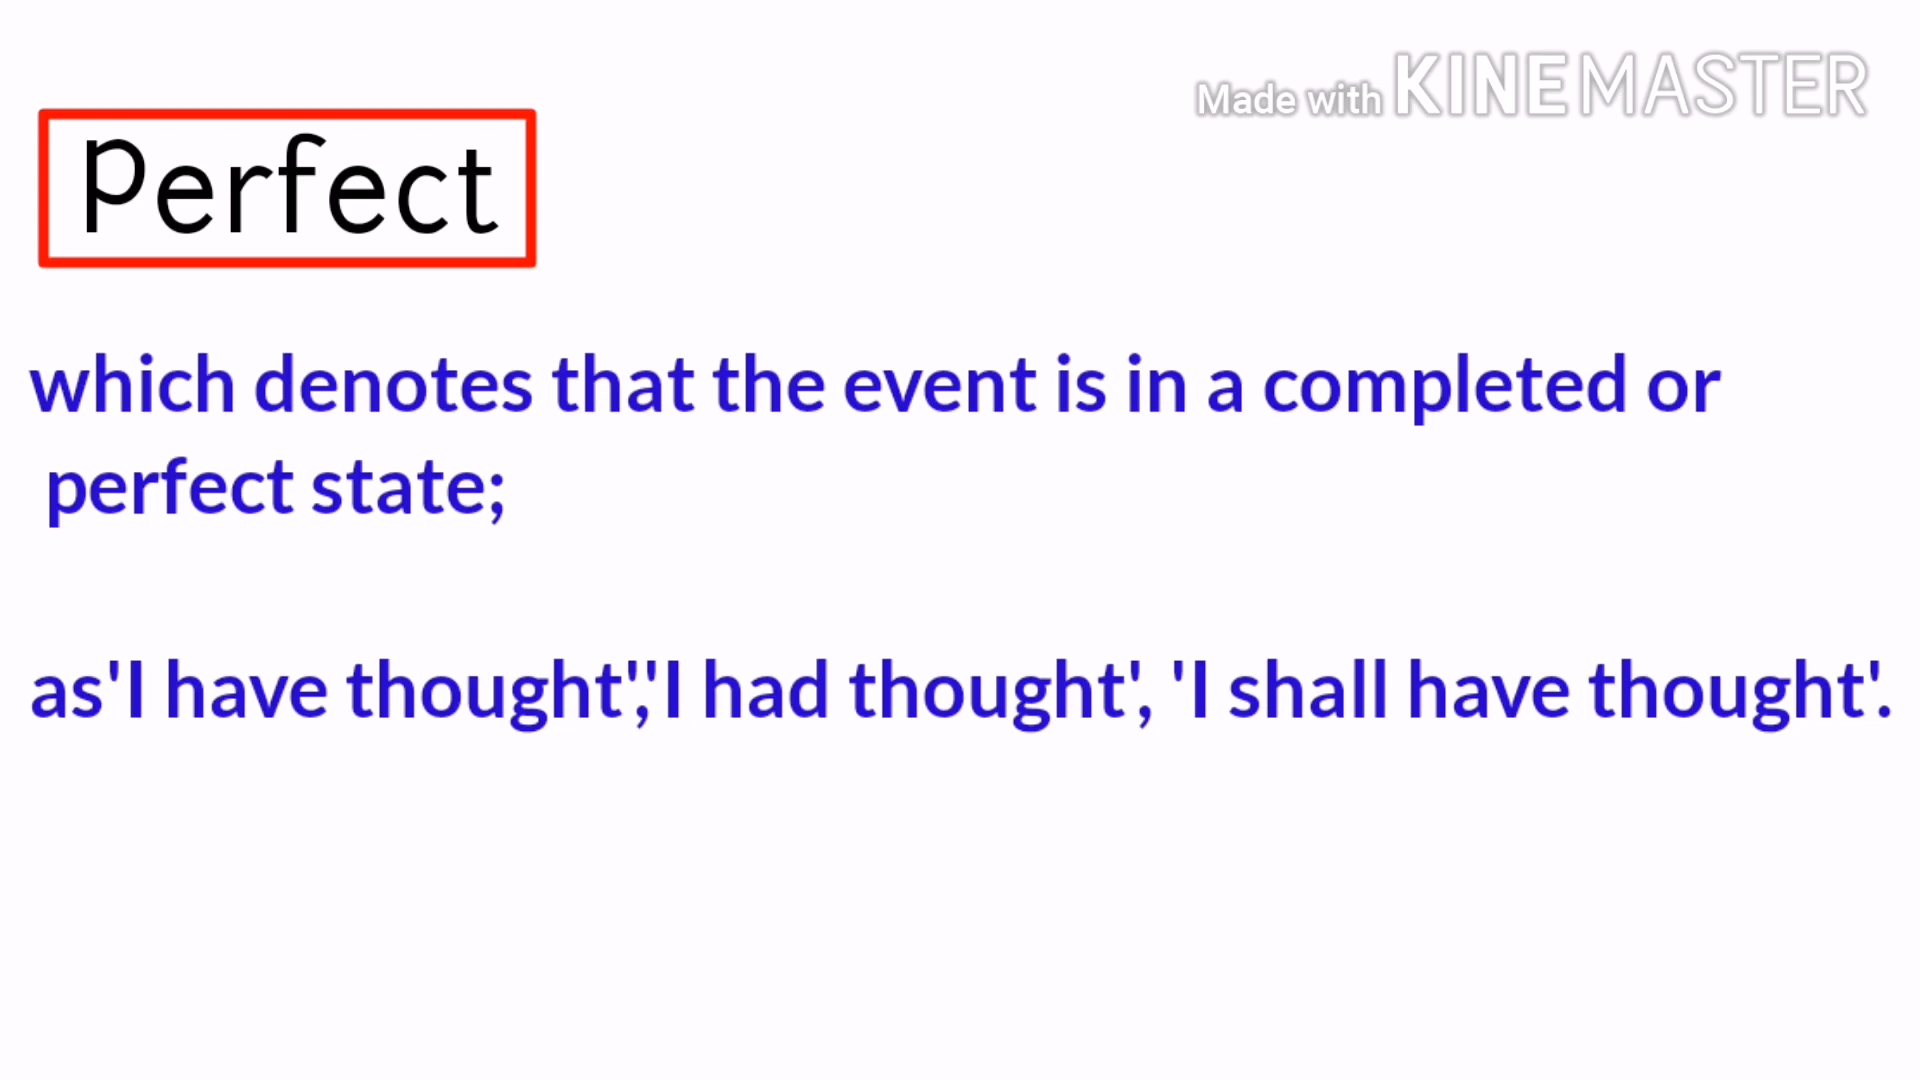 Made with KINEMASTER
Perfect
which denotes that the event is in a completed or
perfect state;
as'I have thought','I had thought', 'I shall have thought'.